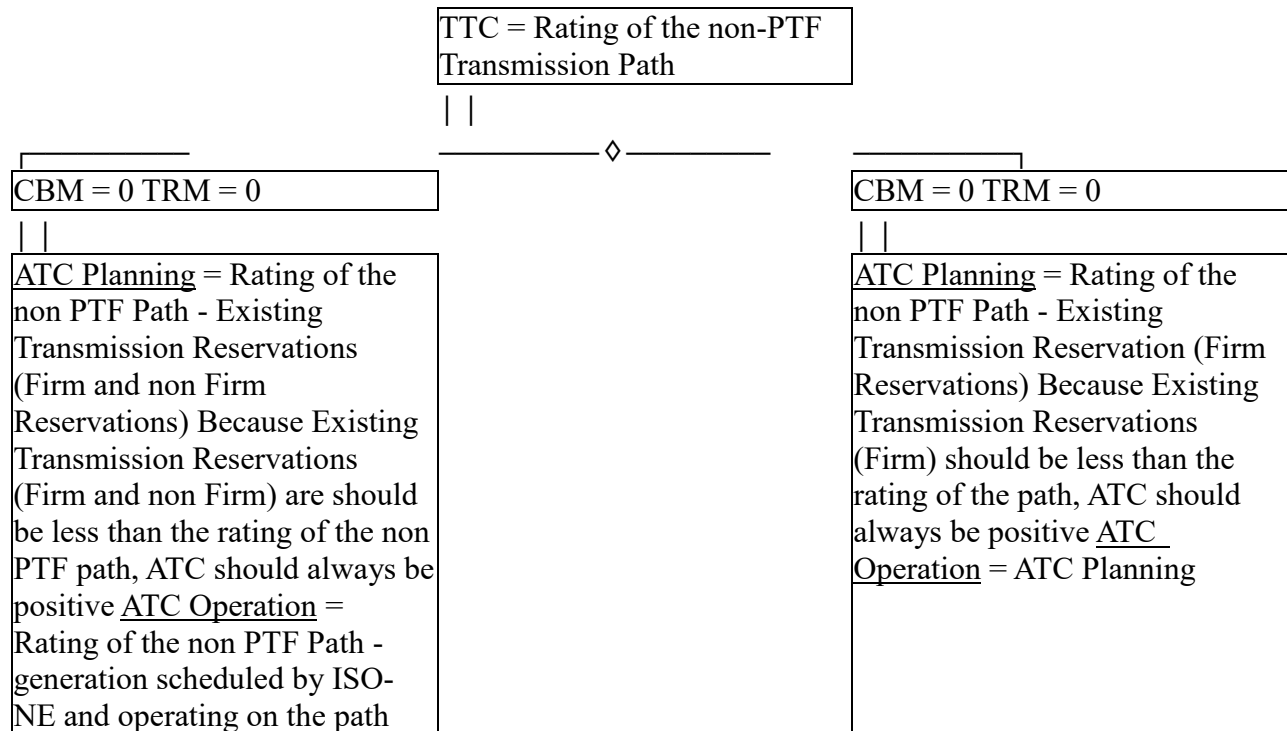 TTC = Rating of the non-PTF
Transmission Path
CBM = 0 TRM = 0
ATC Planning = Rating of the
non PTF Path - Existing
Transmission Reservations
(Firm and non Firm
Reservations) Because Existing
Transmission Reservations
(Firm and non Firm) are should
be less than the rating of the non
PTF path, ATC should always be
positive ATC Operation =
Rating of the non PTF Path -
generation scheduled by ISO-
NE and operating on the path
CBM = 0 TRM = 0
ATC Planning = Rating of the
non PTF Path - Existing
Transmission Reservation (Firm
Reservations) Because Existing
Transmission Reservations
(Firm) should be less than the
rating of the path, ATC should
always be positive ATC
Operation = ATC Planning